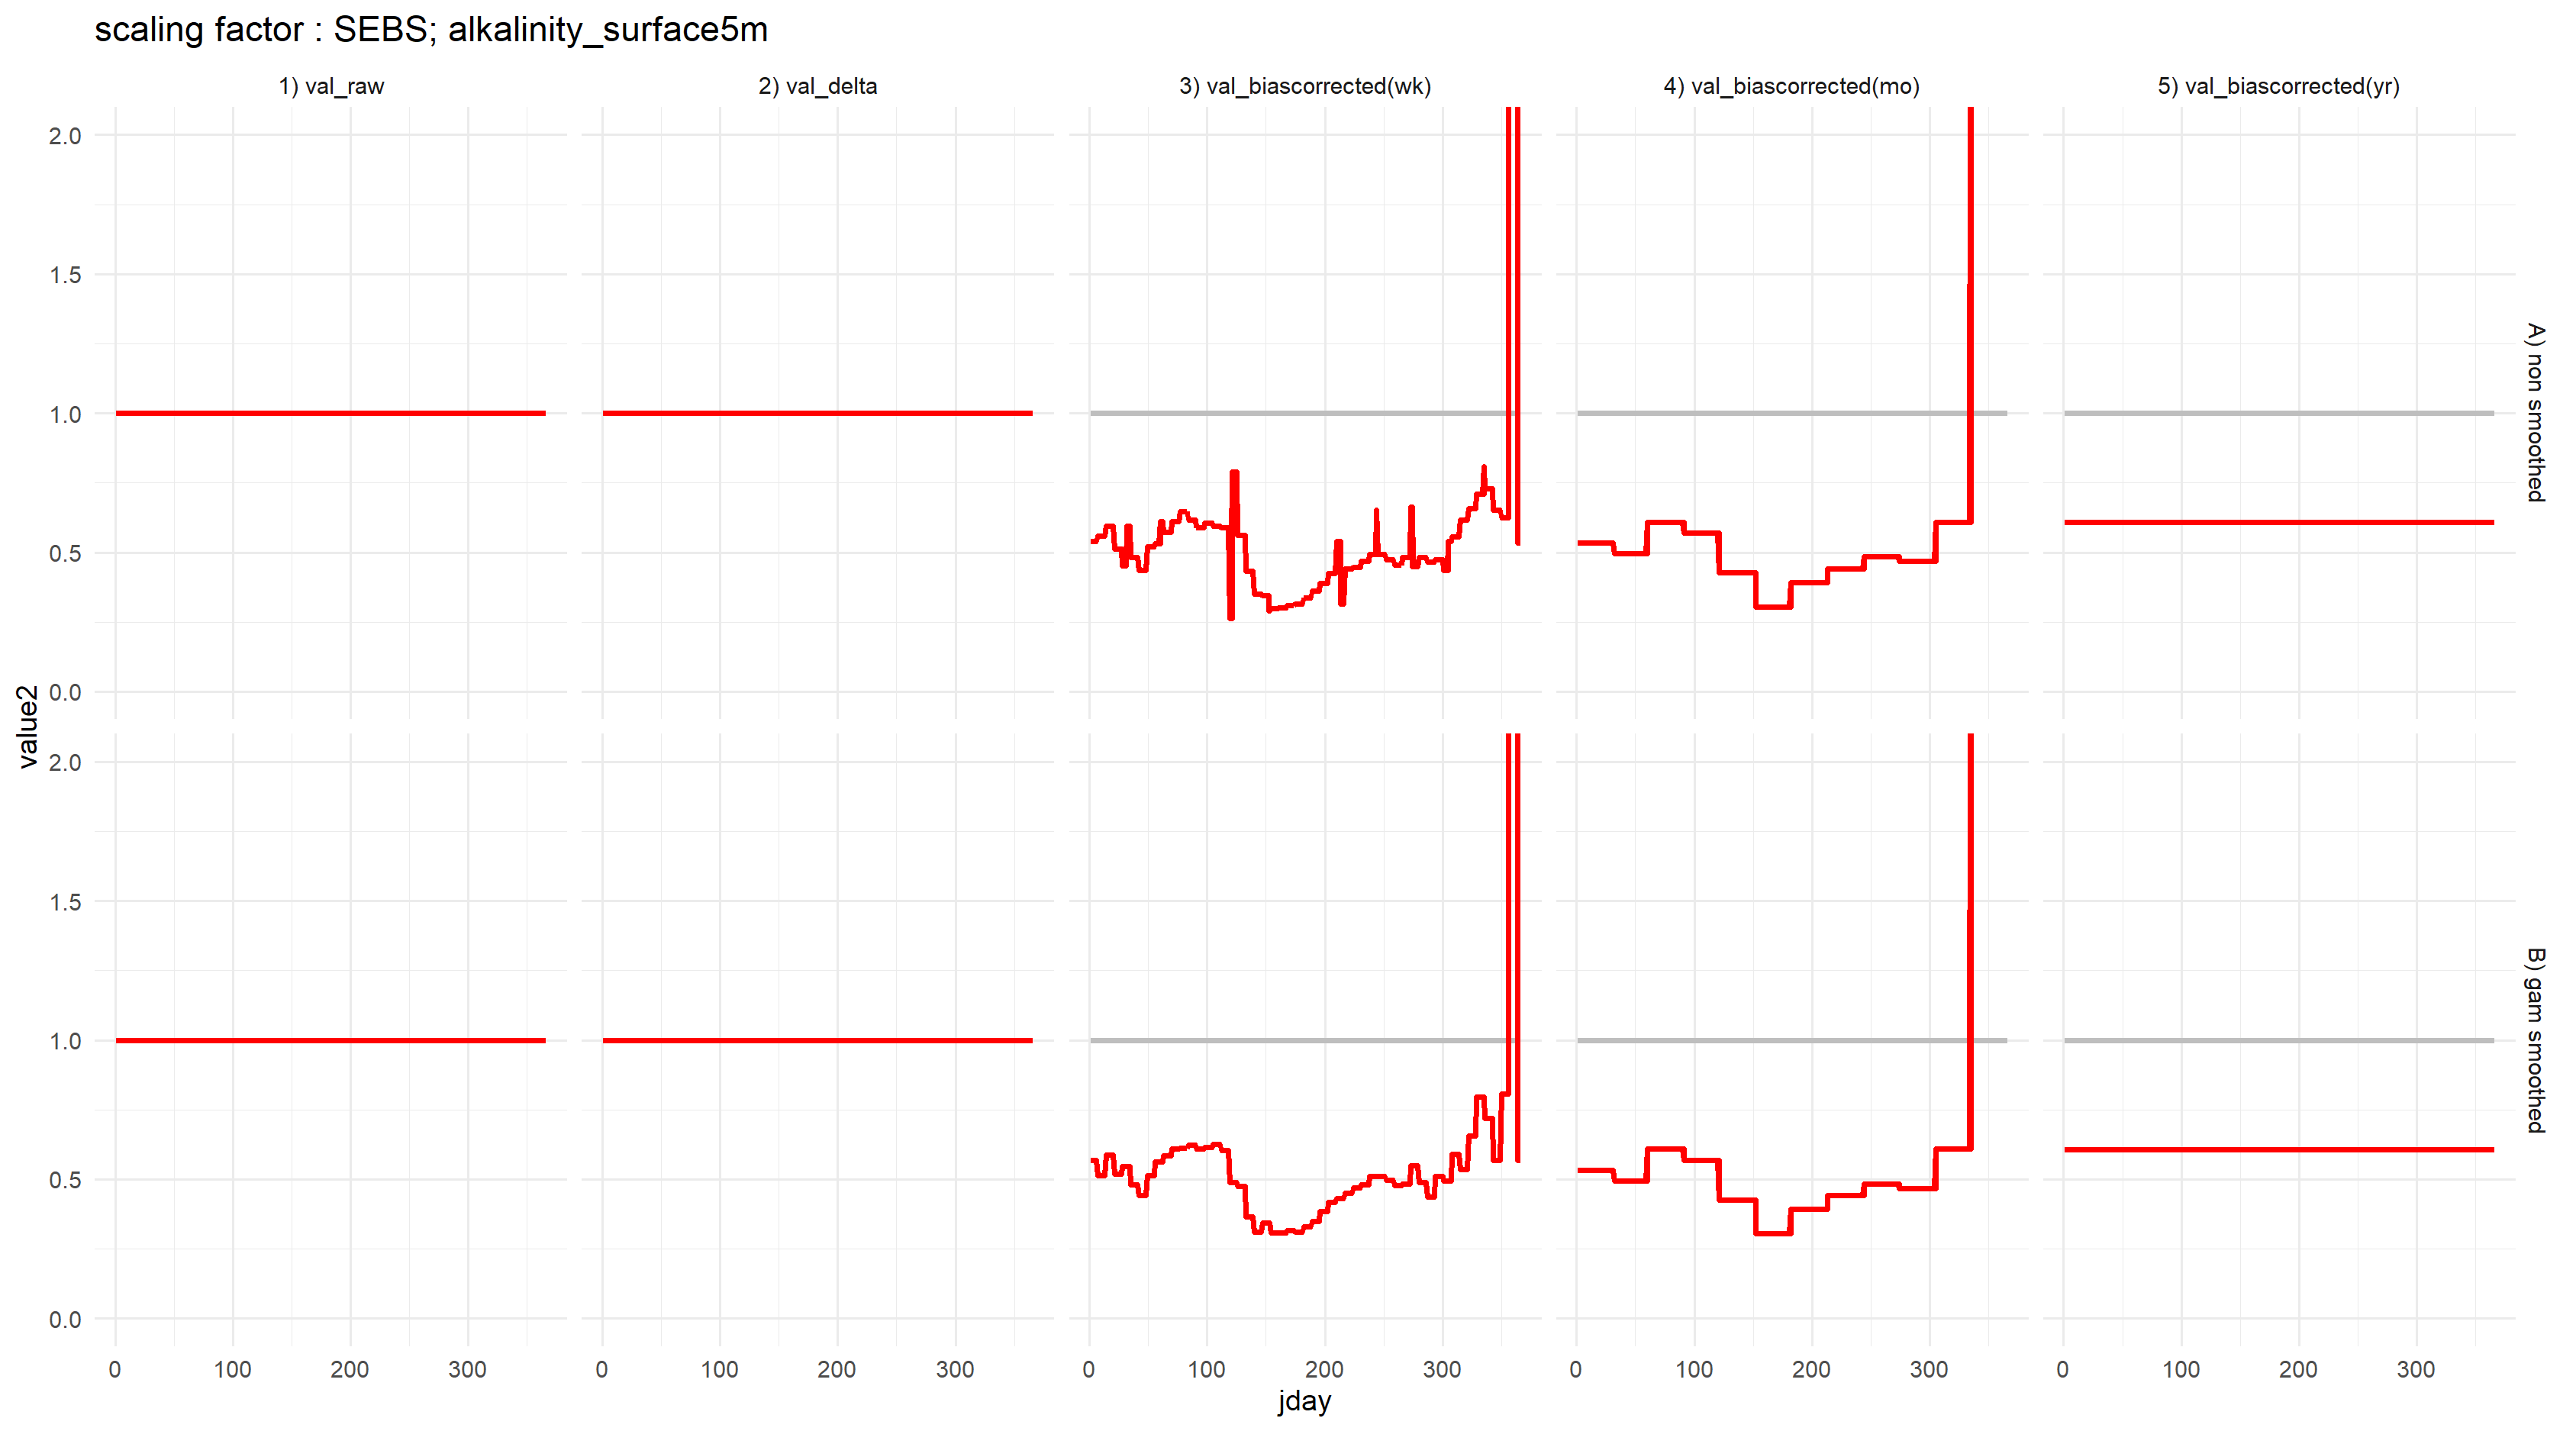 scaling factor : SEBS; alkalinity_surface5m
1) val_raw
2) val_delta
3) val_biascorrected(wk)
4) val_biascorrected(mo)
5) val_biascorrected(yr)
2.0
1.5
1.0
0.5
0.0
A) non smoothed
value2
2.0
1.5
1.0
0.5
0.0
B) gam smoothed
0 100 200 300
0 100 200 300
0 100 200 300
0 100 200 300
0 100 200 300
jday